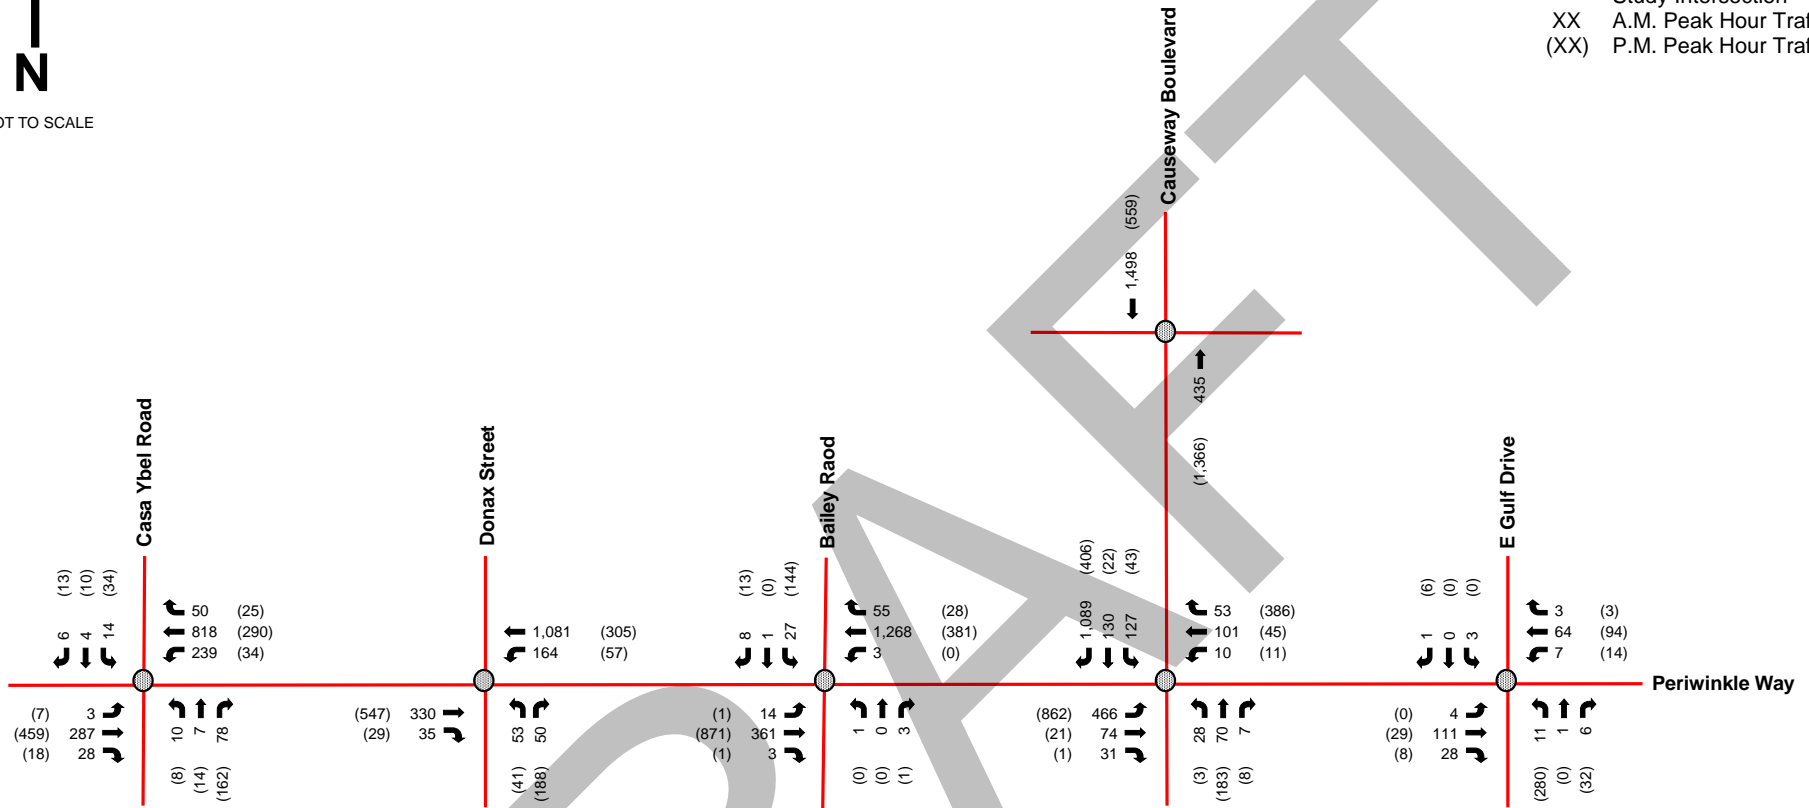 Study Intersection
XX A.M. Peak Hour Traf
(XX) P.M. Peak Hour Traf
N
OT TO SCALE
Causeway Boulevard
1,498 (559)
435 (1,366)
Casa Ybel Road
(13) (10) (34)
6 4 14
50 (25)
818 (290)
239 (34)
(7) 3
(459) 287
(18) 28
10 7 78
(8) (14) (162)
Donax Street
1,081 (305)
164 (57)
(547) 330
(29) 35
53 50
(41) (188)
Bailey Raod
(13) (0) (144)
8 1 27
55 (28)
1,268 (381)
3 (0)
(1) 14
(871) 361
(1) 3
1 0 3
(0) (0) (1)
(406) (22) (43)
1,089 130 127
53 (386)
101 (45)
10 (11)
(862) 466
(21) 74
(1) 31
28 70 7
(3) (183) (8)
E Gulf Drive
(6) (0) (0)
1 0 3
3 (3)
64 (94)
7 (14)
(0) 4
(29) 111
(8) 28
11 1 6
(280) (0) (32)
Periwinkle Way
DRAFT